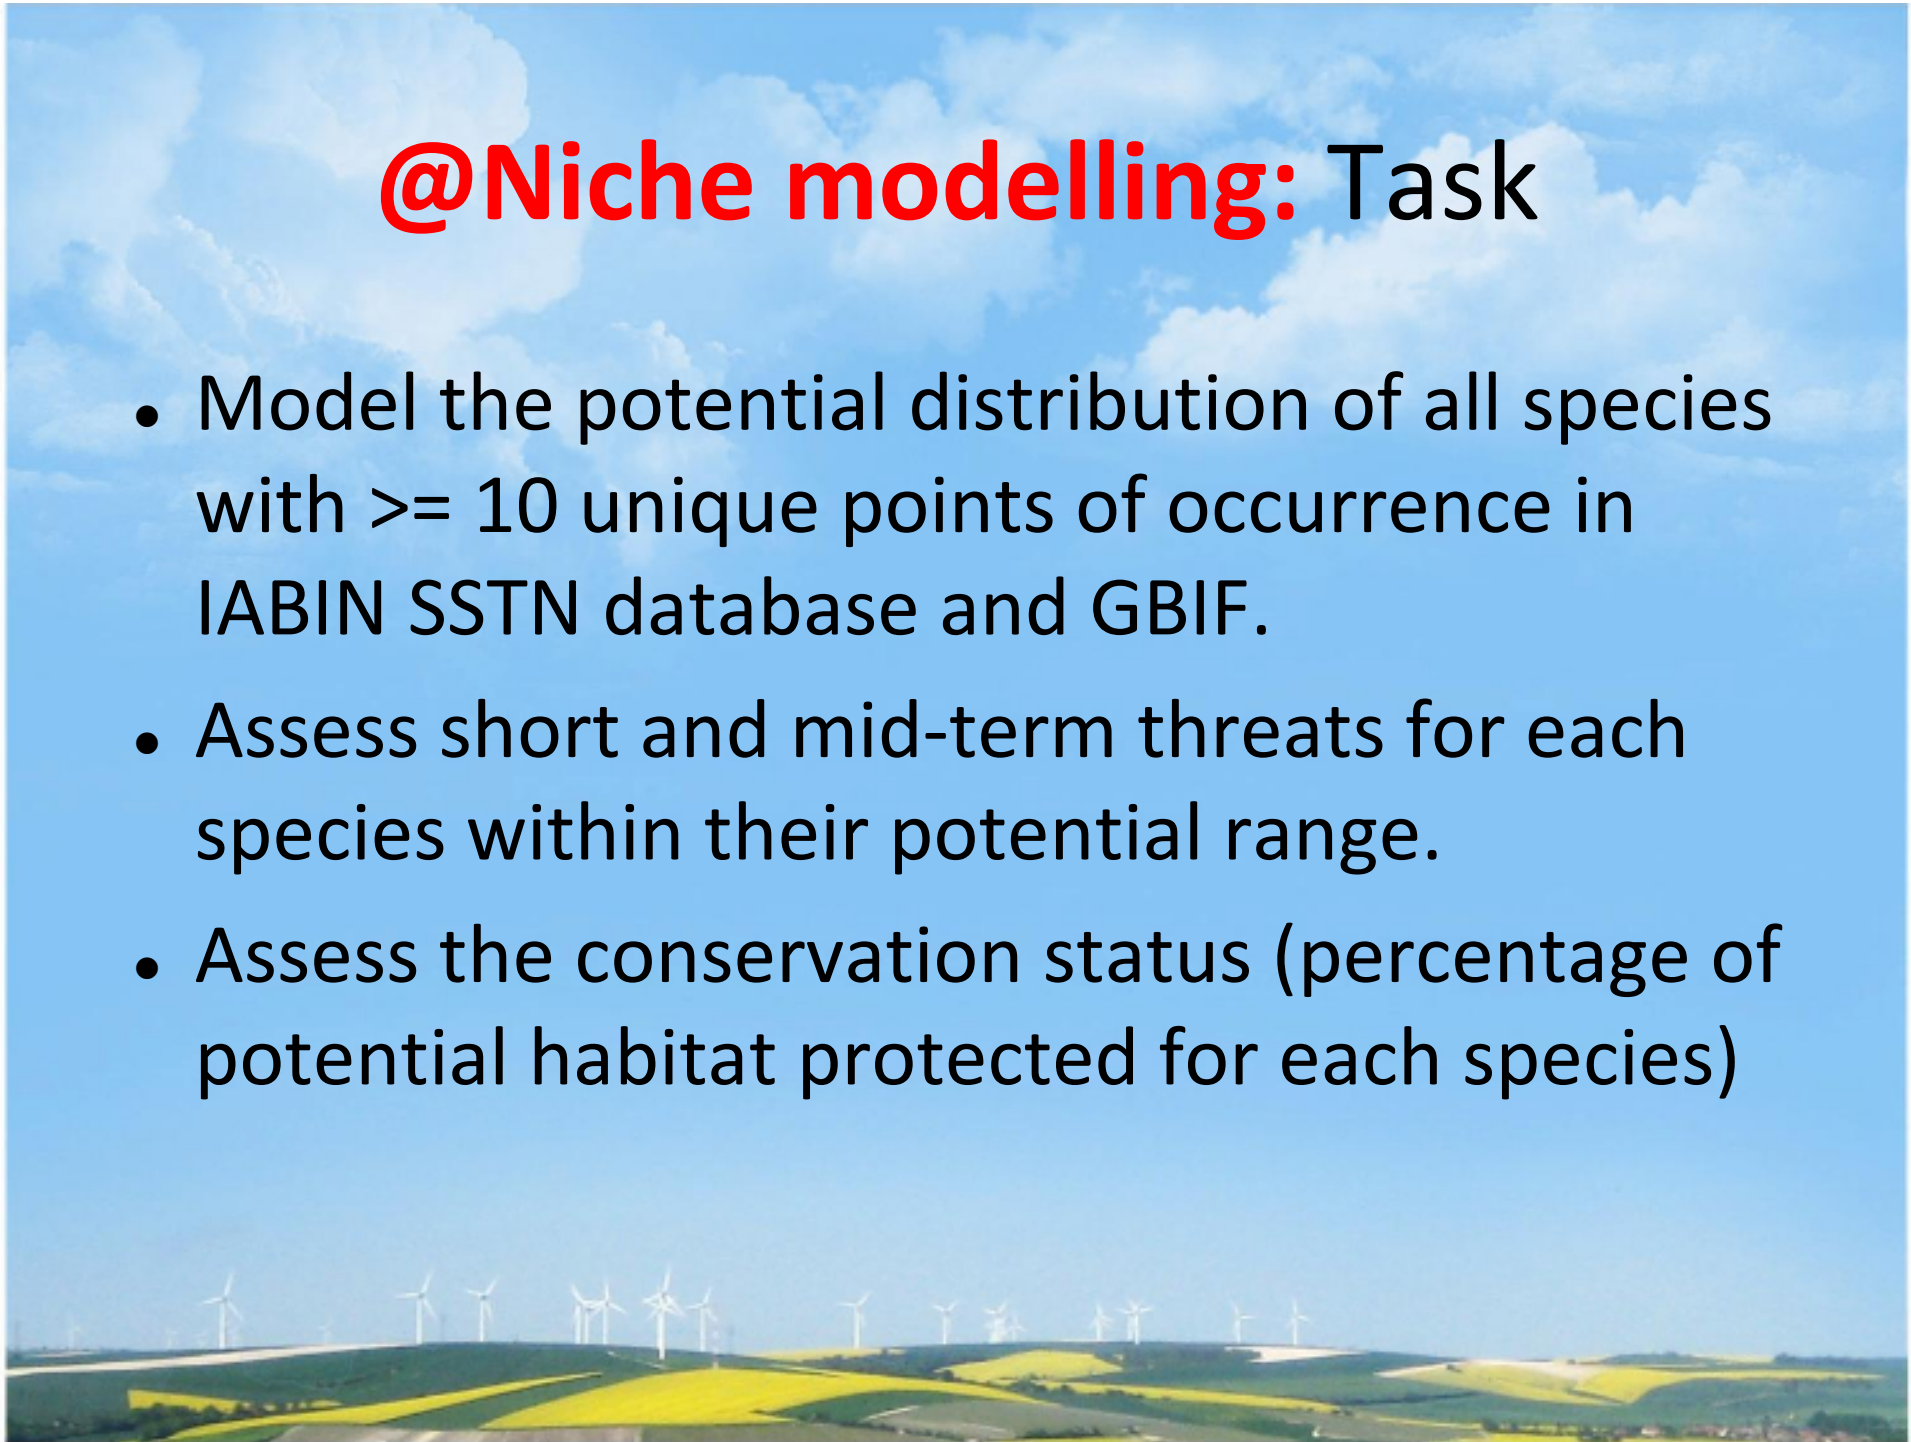 @Niche modelling: Task
• Model the potential distribution of all species
with >= 10 unique points of occurrence in
IABIN SSTN database and GBIF.
• Assess short and mid-term threats for each
species within their potential range.
• Assess the conservation status (percentage of
potential habitat protected for each species)